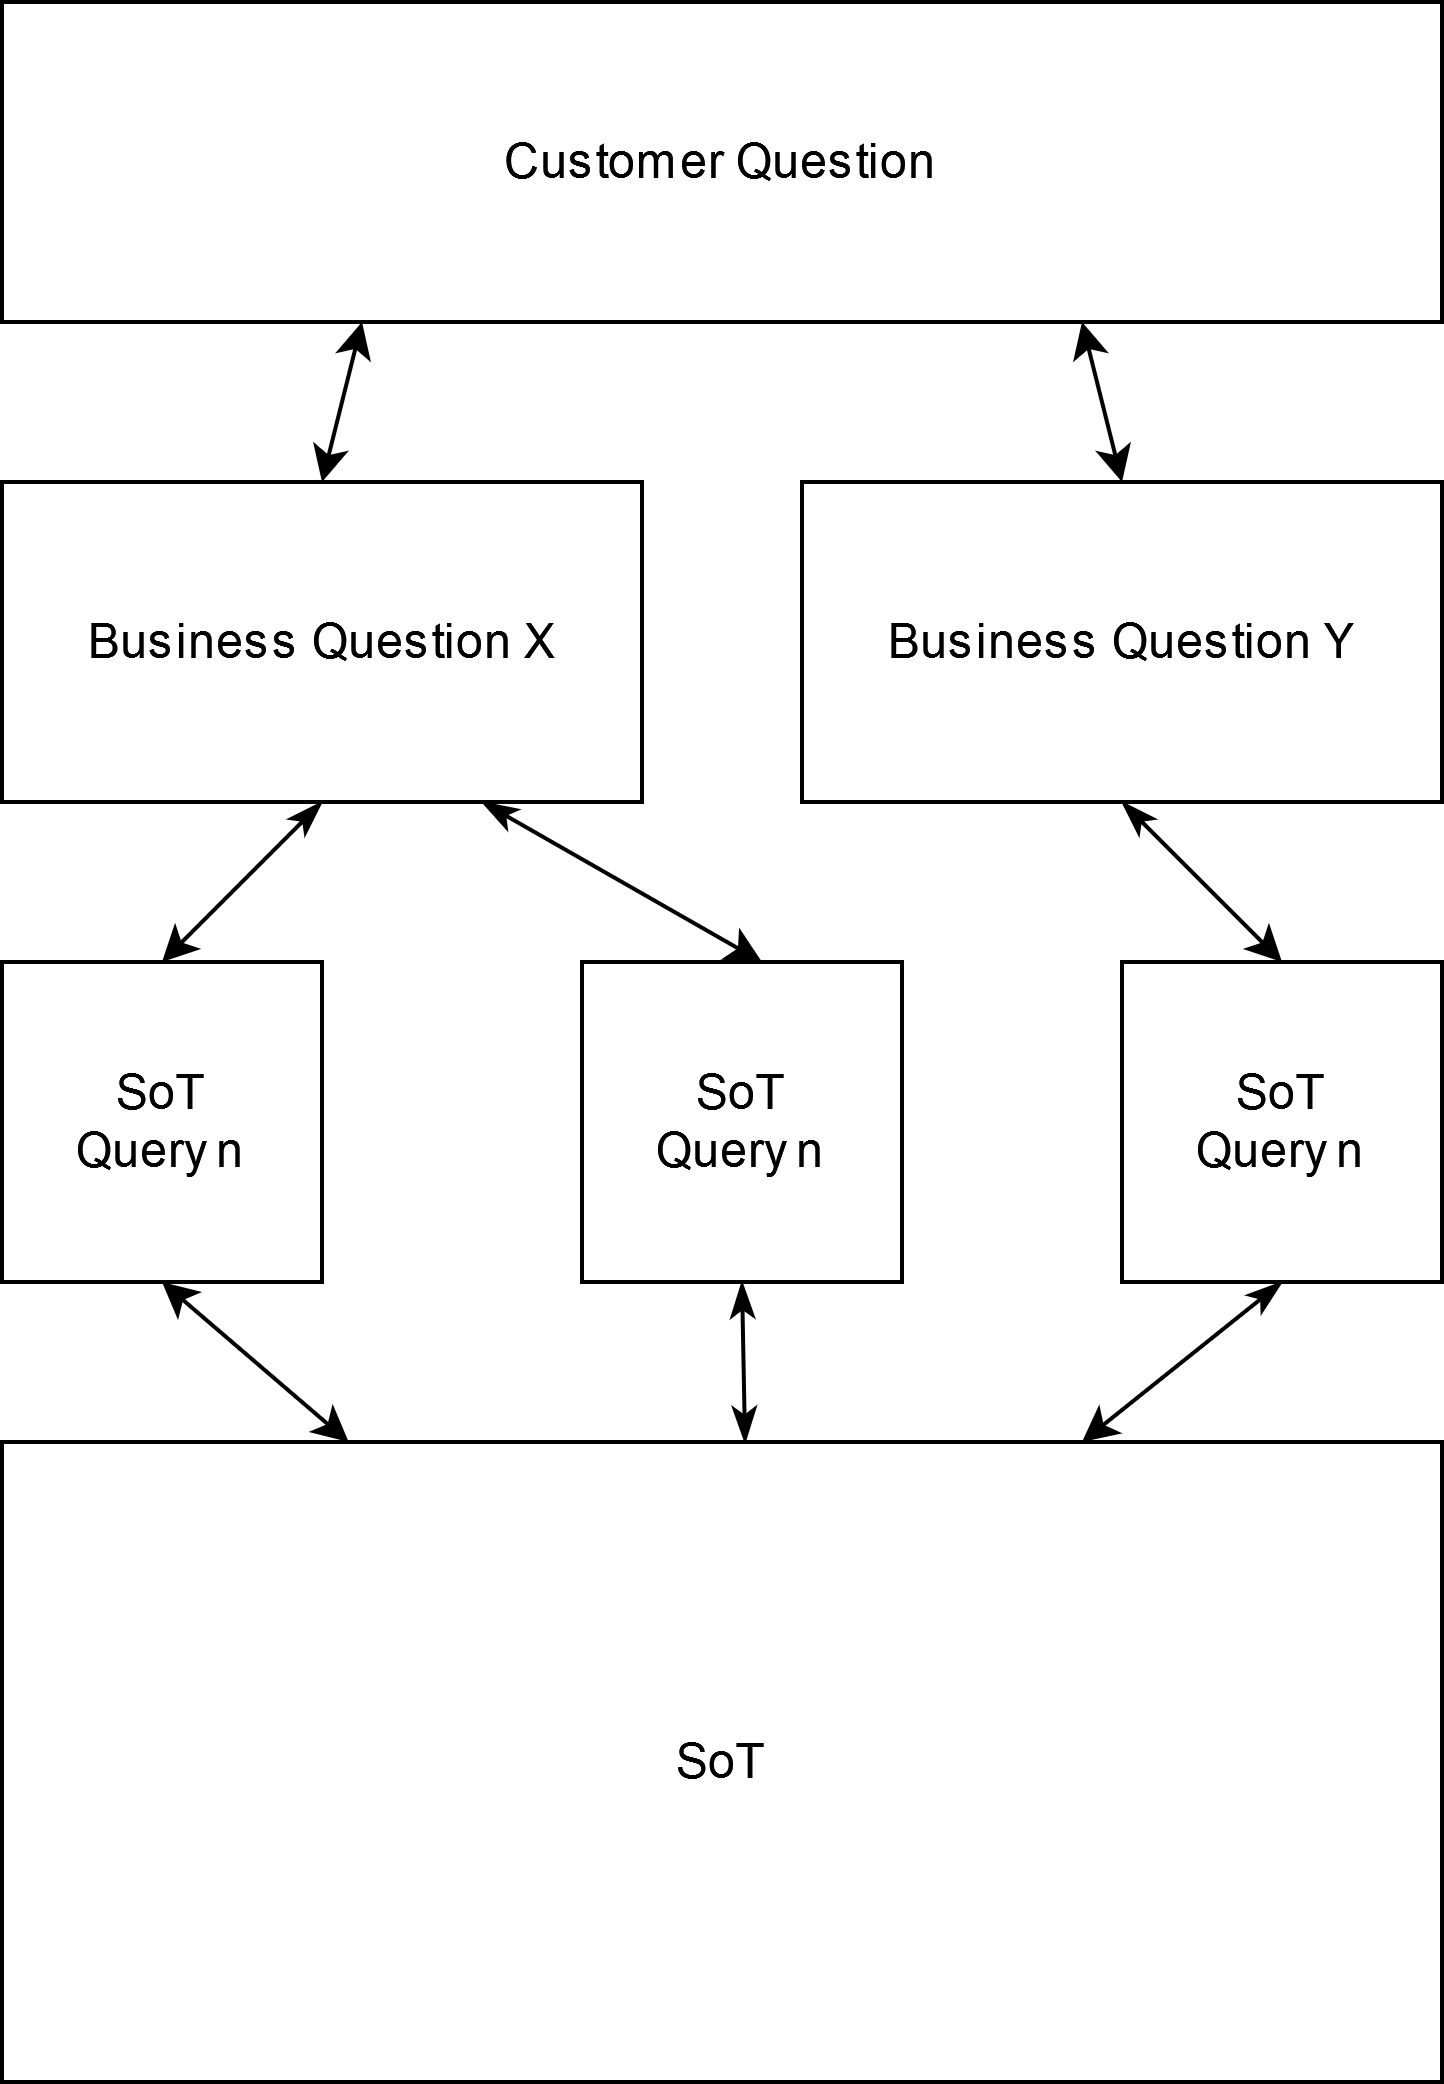 Customer Question
Business Question X
Business Question Y
SoT
Query n
SoT
Query n
SoT
Query n
SoT